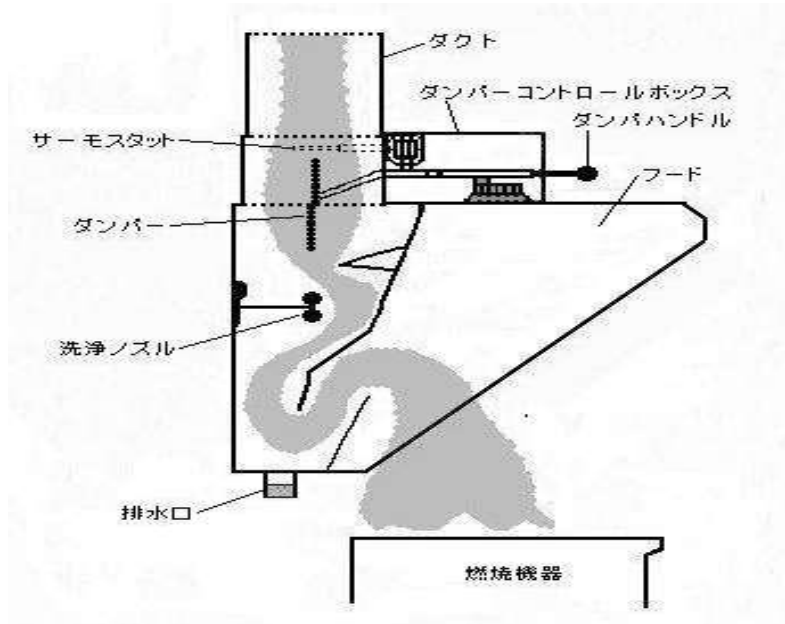 ダクト
ダンパーコントロールボックス
ダンパハンドル
サーモスタット
フード
ダンパー
洗浄ノズル
排水口
燃焼機器